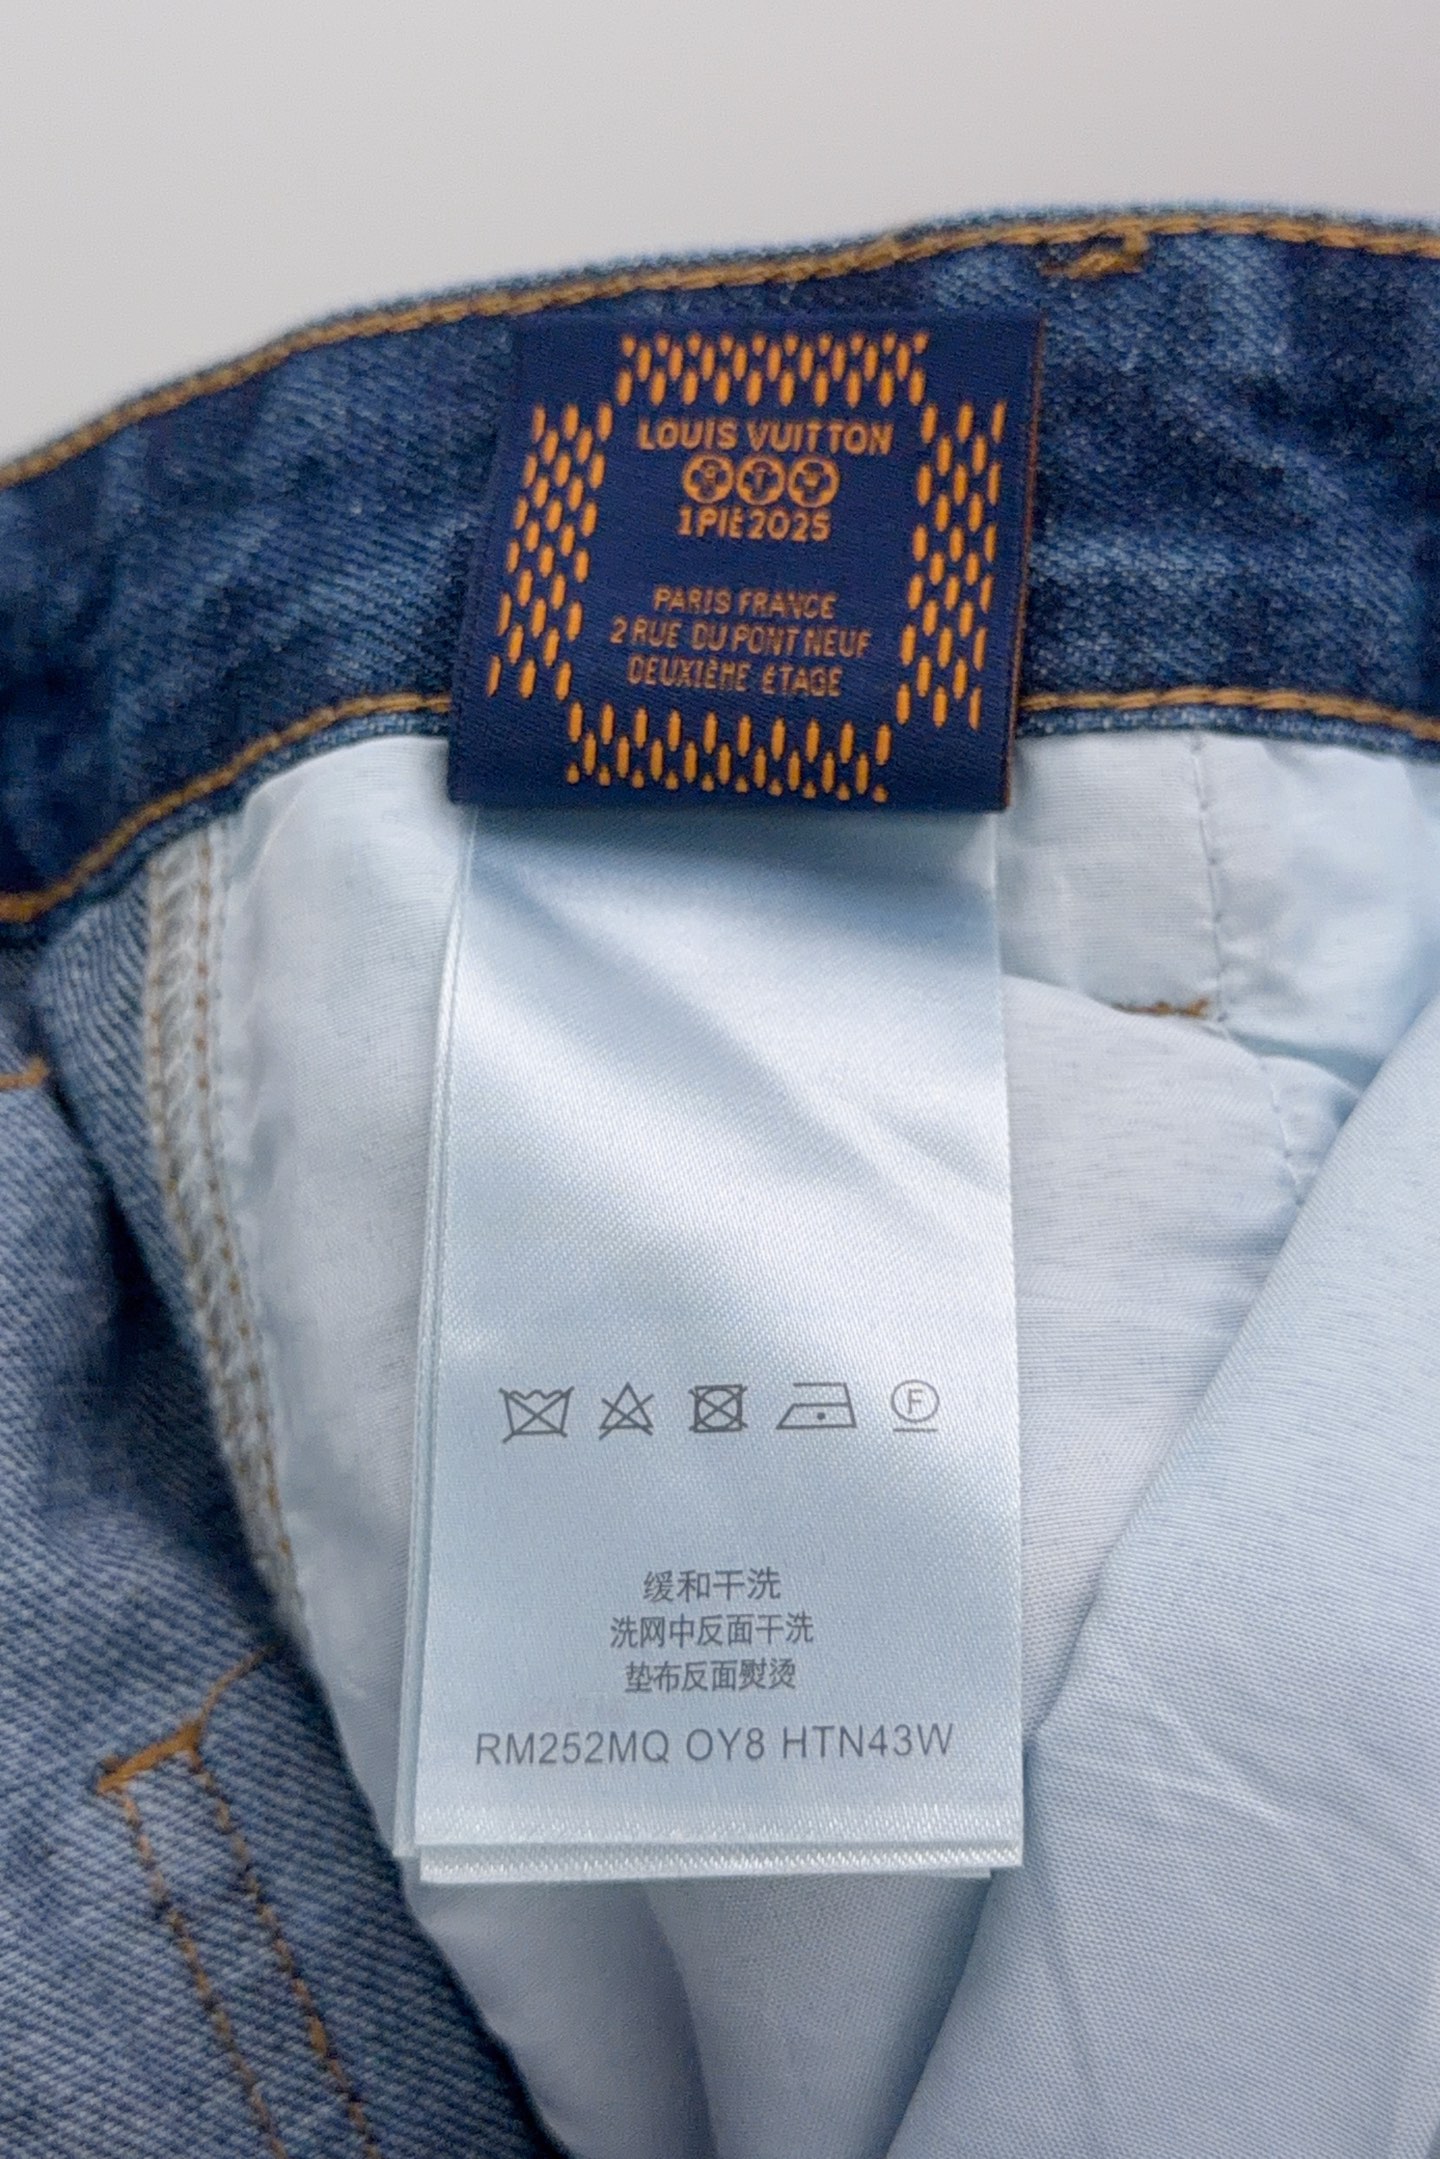 LOUIS VUITTON
1PIE2025
PARIS FRANCE
2 RUE DU PONT NEUF
DEUXIÈME ÉTAGE
F
缓和干洗
洗网中反面干洗
垫布反面熨烫
RM252MQ OY8 HTN43W